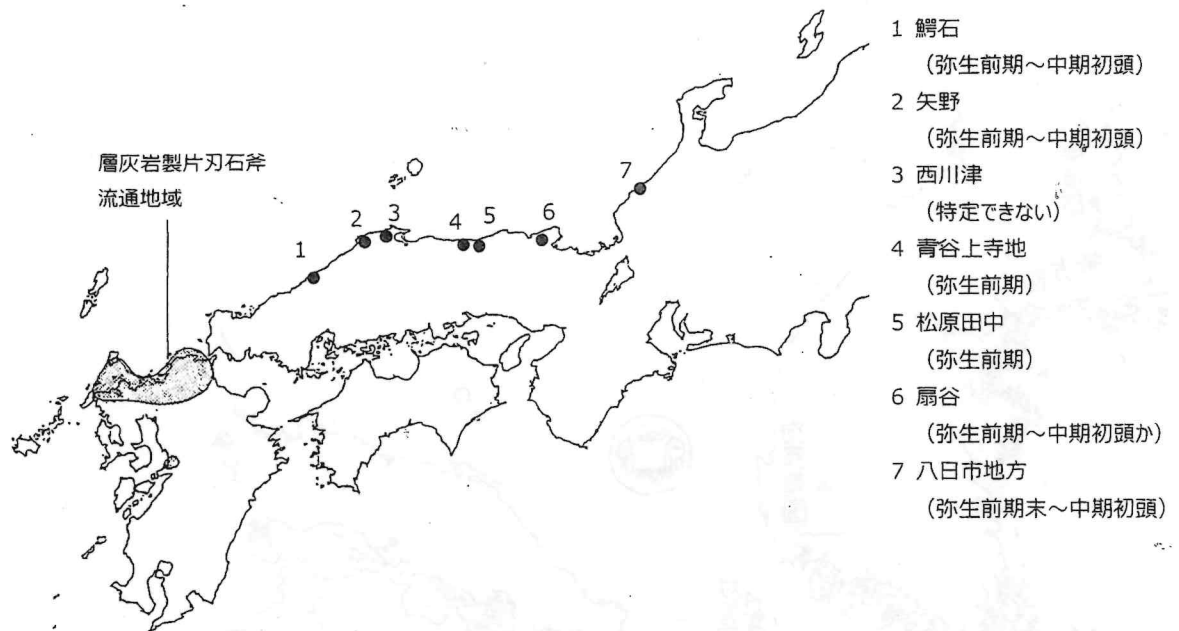 層灰岩製片刃石斧
流通地域
1
2
3
4
5
6
7
1 鰐石
(弥生前期～中期初頭)
2 矢野
(弥生前期～中期初頭)
3 西川津
(特定できない)
4 青谷上寺地
(弥生前期)
5 松原田中
(弥生前期)
6 扇谷
(弥生前期～中期初頭か)
7 八日市地方
(弥生前期末～中期初頭)